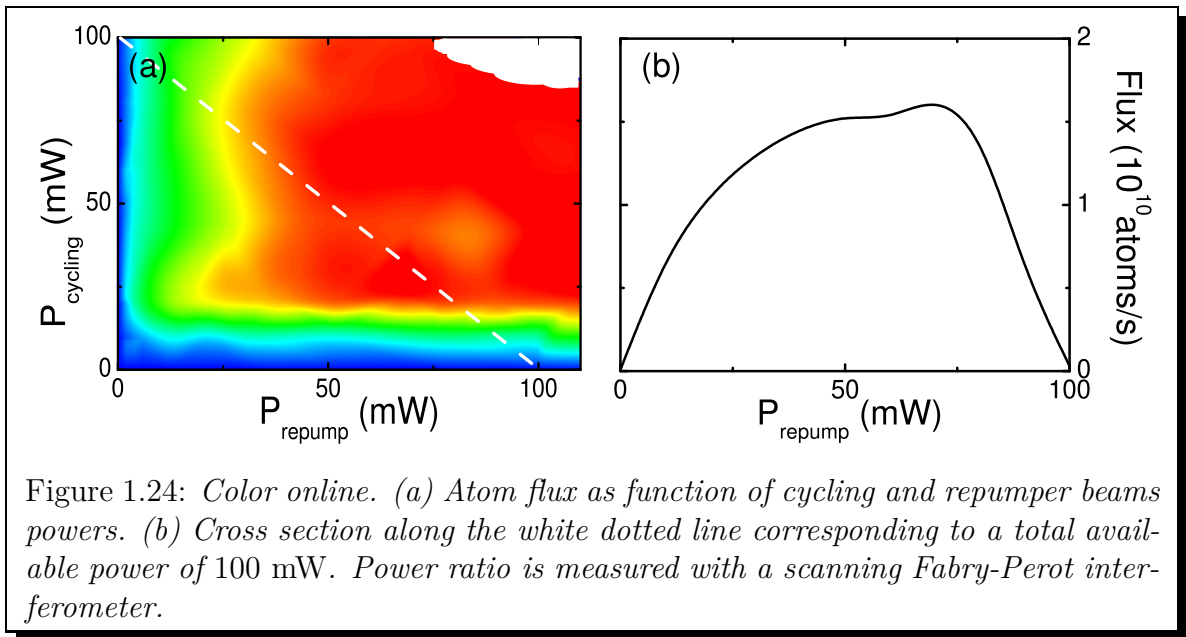 (a)
100
50
0
P cycling (mW)
0 50 100
P repump (mW)
(b)
2
1
0
Flux (10^10 atoms/s)
0 50 100
P repump (mW)
Figure 1.24: Color online. (a) Atom flux as function of cycling and repumper beams
powers. (b) Cross section along the white dotted line corresponding to a total avail-
able power of 100 mW. Power ratio is measured with a scanning Fabry-Perot inter-
ferometer.